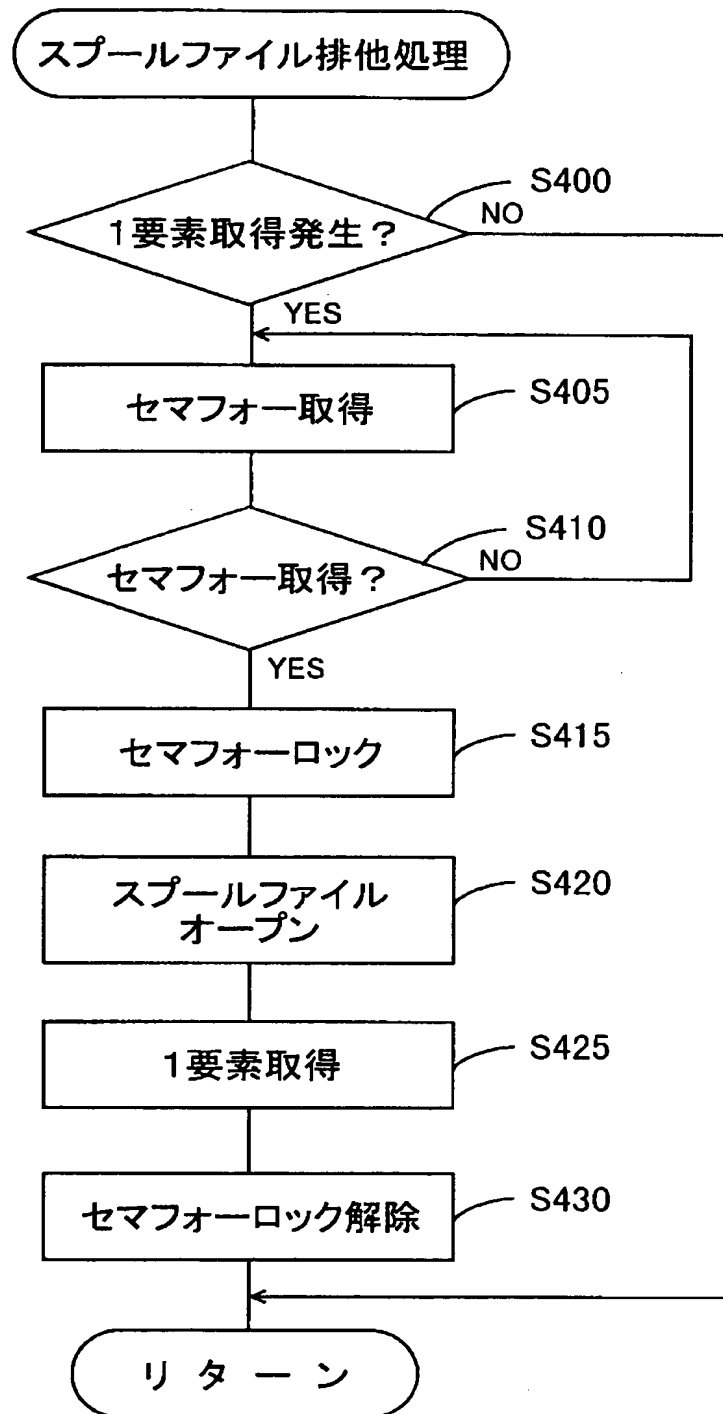 スプールファイル排他処理
S400
1要素取得発生？
NO
YES
セマフォー取得
S405
S410
セマフォー取得？
NO
YES
セマフォーロック
S415
スプールファイル
オープン
S420
1要素取得
S425
セマフォーロック解除
S430
リターン